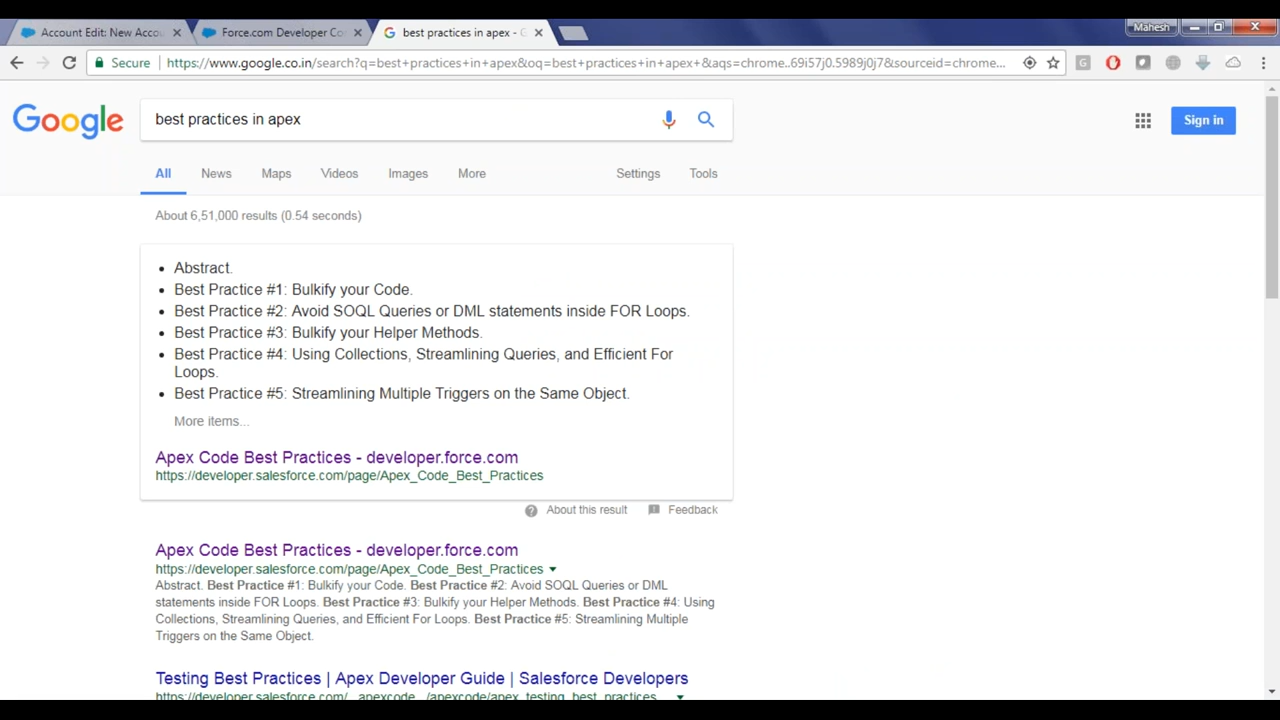 Account Edit: New Accou
Force.com Developer Co
best practices in apex - G
Mahesh
Secure
https://www.google.co.in/search?q=best+practices+in+apex&oq=best+practices+in+apex+&aqs=chrome..69i57j0.5989j0j7&sourceid=chrome...
Google
best practices in apex
Sign in
All News Maps Videos Images More Settings Tools
About 6,51,000 results (0.54 seconds)
• Abstract.
• Best Practice #1: Bulkify your Code.
• Best Practice #2: Avoid SOQL Queries or DML statements inside FOR Loops.
• Best Practice #3: Bulkify your Helper Methods.
• Best Practice #4: Using Collections, Streamlining Queries, and Efficient For
Loops.
• Best Practice #5: Streamlining Multiple Triggers on the Same Object.
More items...
Apex Code Best Practices - developer.force.com
https://developer.salesforce.com/page/Apex_Code_Best_Practices
About this result Feedback
Apex Code Best Practices - developer.force.com
https://developer.salesforce.com/page/Apex_Code_Best_Practices
Abstract. Best Practice #1: Bulkify your Code. Best Practice #2: Avoid SOQL Queries or DML
statements inside FOR Loops. Best Practice #3: Bulkify your Helper Methods. Best Practice #4: Using
Collections, Streamlining Queries, and Efficient For Loops. Best Practice #5: Streamlining Multiple
Triggers on the Same Object.
Testing Best Practices | Apex Developer Guide | Salesforce Developers
https://developer.salesforce.com/...apexcode.../apexcode/apex_testing_best_practices...